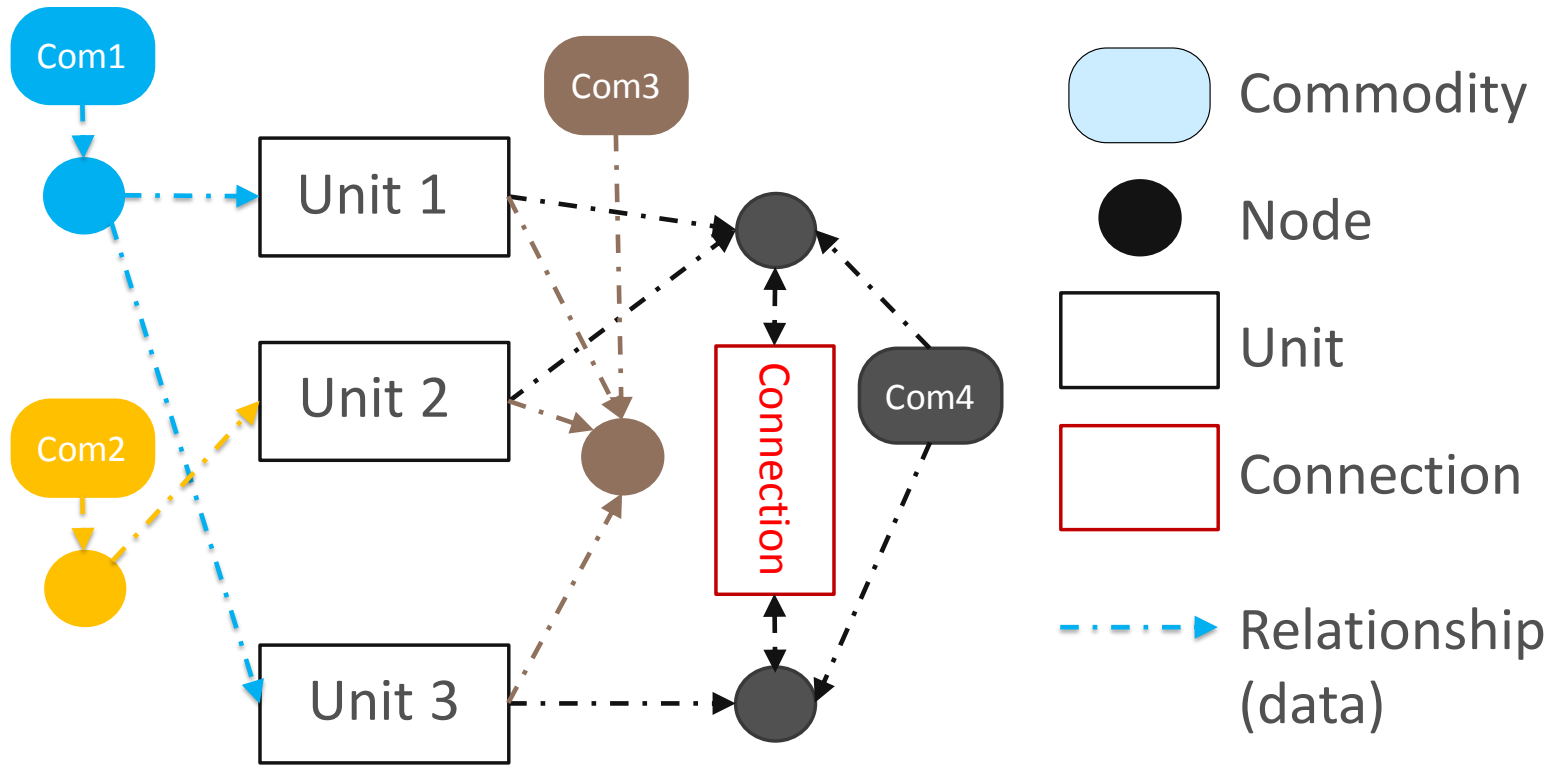 Com1
Com3
Commodity
Unit 1
Node
Unit
Unit 2
Connection
Com4
Com2
Connection
Unit 3
Relationship
(data)